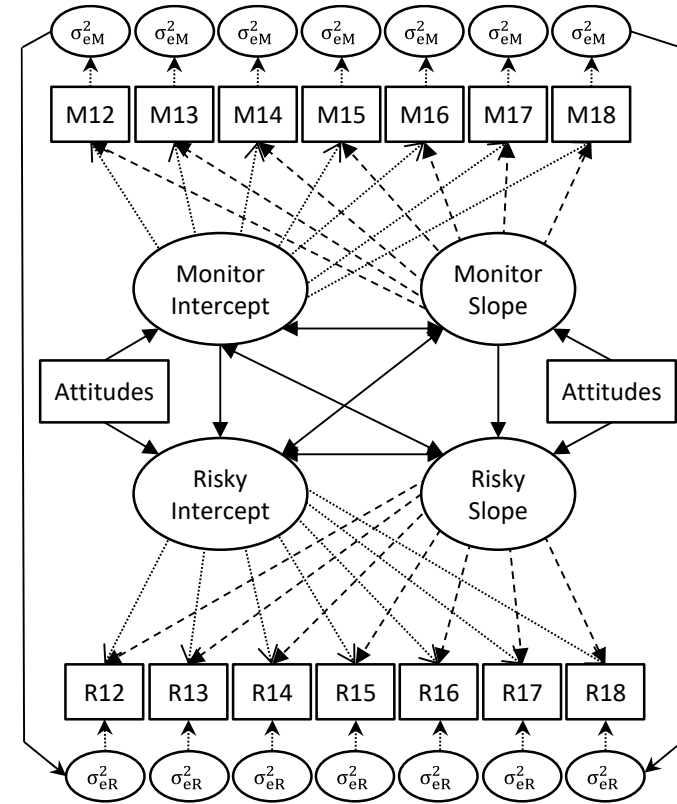 σ²eM σ²eM σ²eM σ²eM σ²eM σ²eM σ²eM
M12 M13 M14 M15 M16 M17 M18
Monitor
Intercept
Monitor
Slope
Attitudes
Attitudes
Risky
Intercept
Risky
Slope
R12 R13 R14 R15 R16 R17 R18
σ²eR σ²eR σ²eR σ²eR σ²eR σ²eR σ²eR